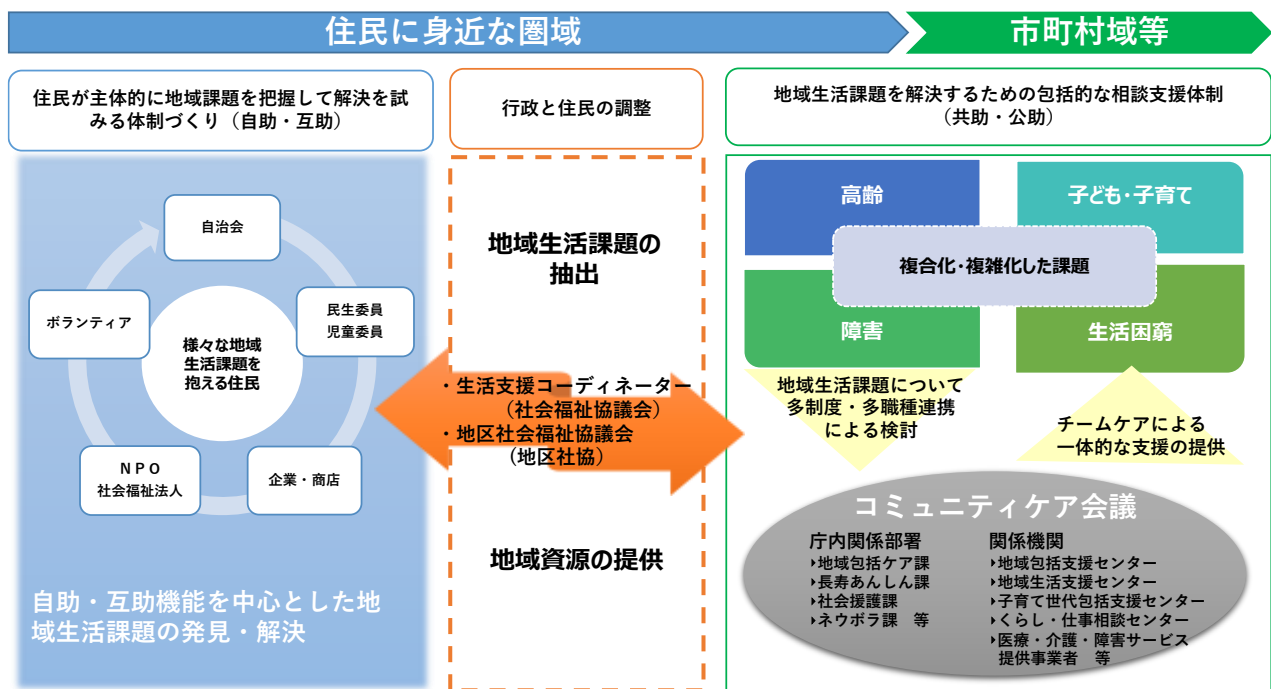 住民に身近な圏域
市町村域等
住民が主体的に地域課題を把握して解決を試
みる体制づくり（自助・互助）
行政と住民の調整
地域生活課題を解決するための包括的な相談支援体制
（共助・公助）
自治会
民生委員
児童委員
企業・商店
ＮＰＯ
社会福祉法人
ボランティア
様々な地域
生活課題を
抱える住民
自助・互助機能を中心とした地
域生活課題の発見・解決
地域生活課題の
抽出
・生活支援コーディネーター
（社会福祉協議会）
・地区社会福祉協議会
（地区社協）
地域資源の提供
高齢
子ども・子育て
複合化・複雑化した課題
障害
生活困窮
地域生活課題について
多制度・多職種連携
による検討
チームケアによる
一体的な支援の提供
コミュニティケア会議
庁内関係部署
▸地域包括ケア課
▸長寿あんしん課
▸社会援護課
▸ネウボラ課　等
関係機関
▸地域包括支援センター
▸地域生活支援センター
▸子育て世代包括支援センター
▸くらし・仕事相談センター
▸医療・介護・障害サービス
提供事業者　等